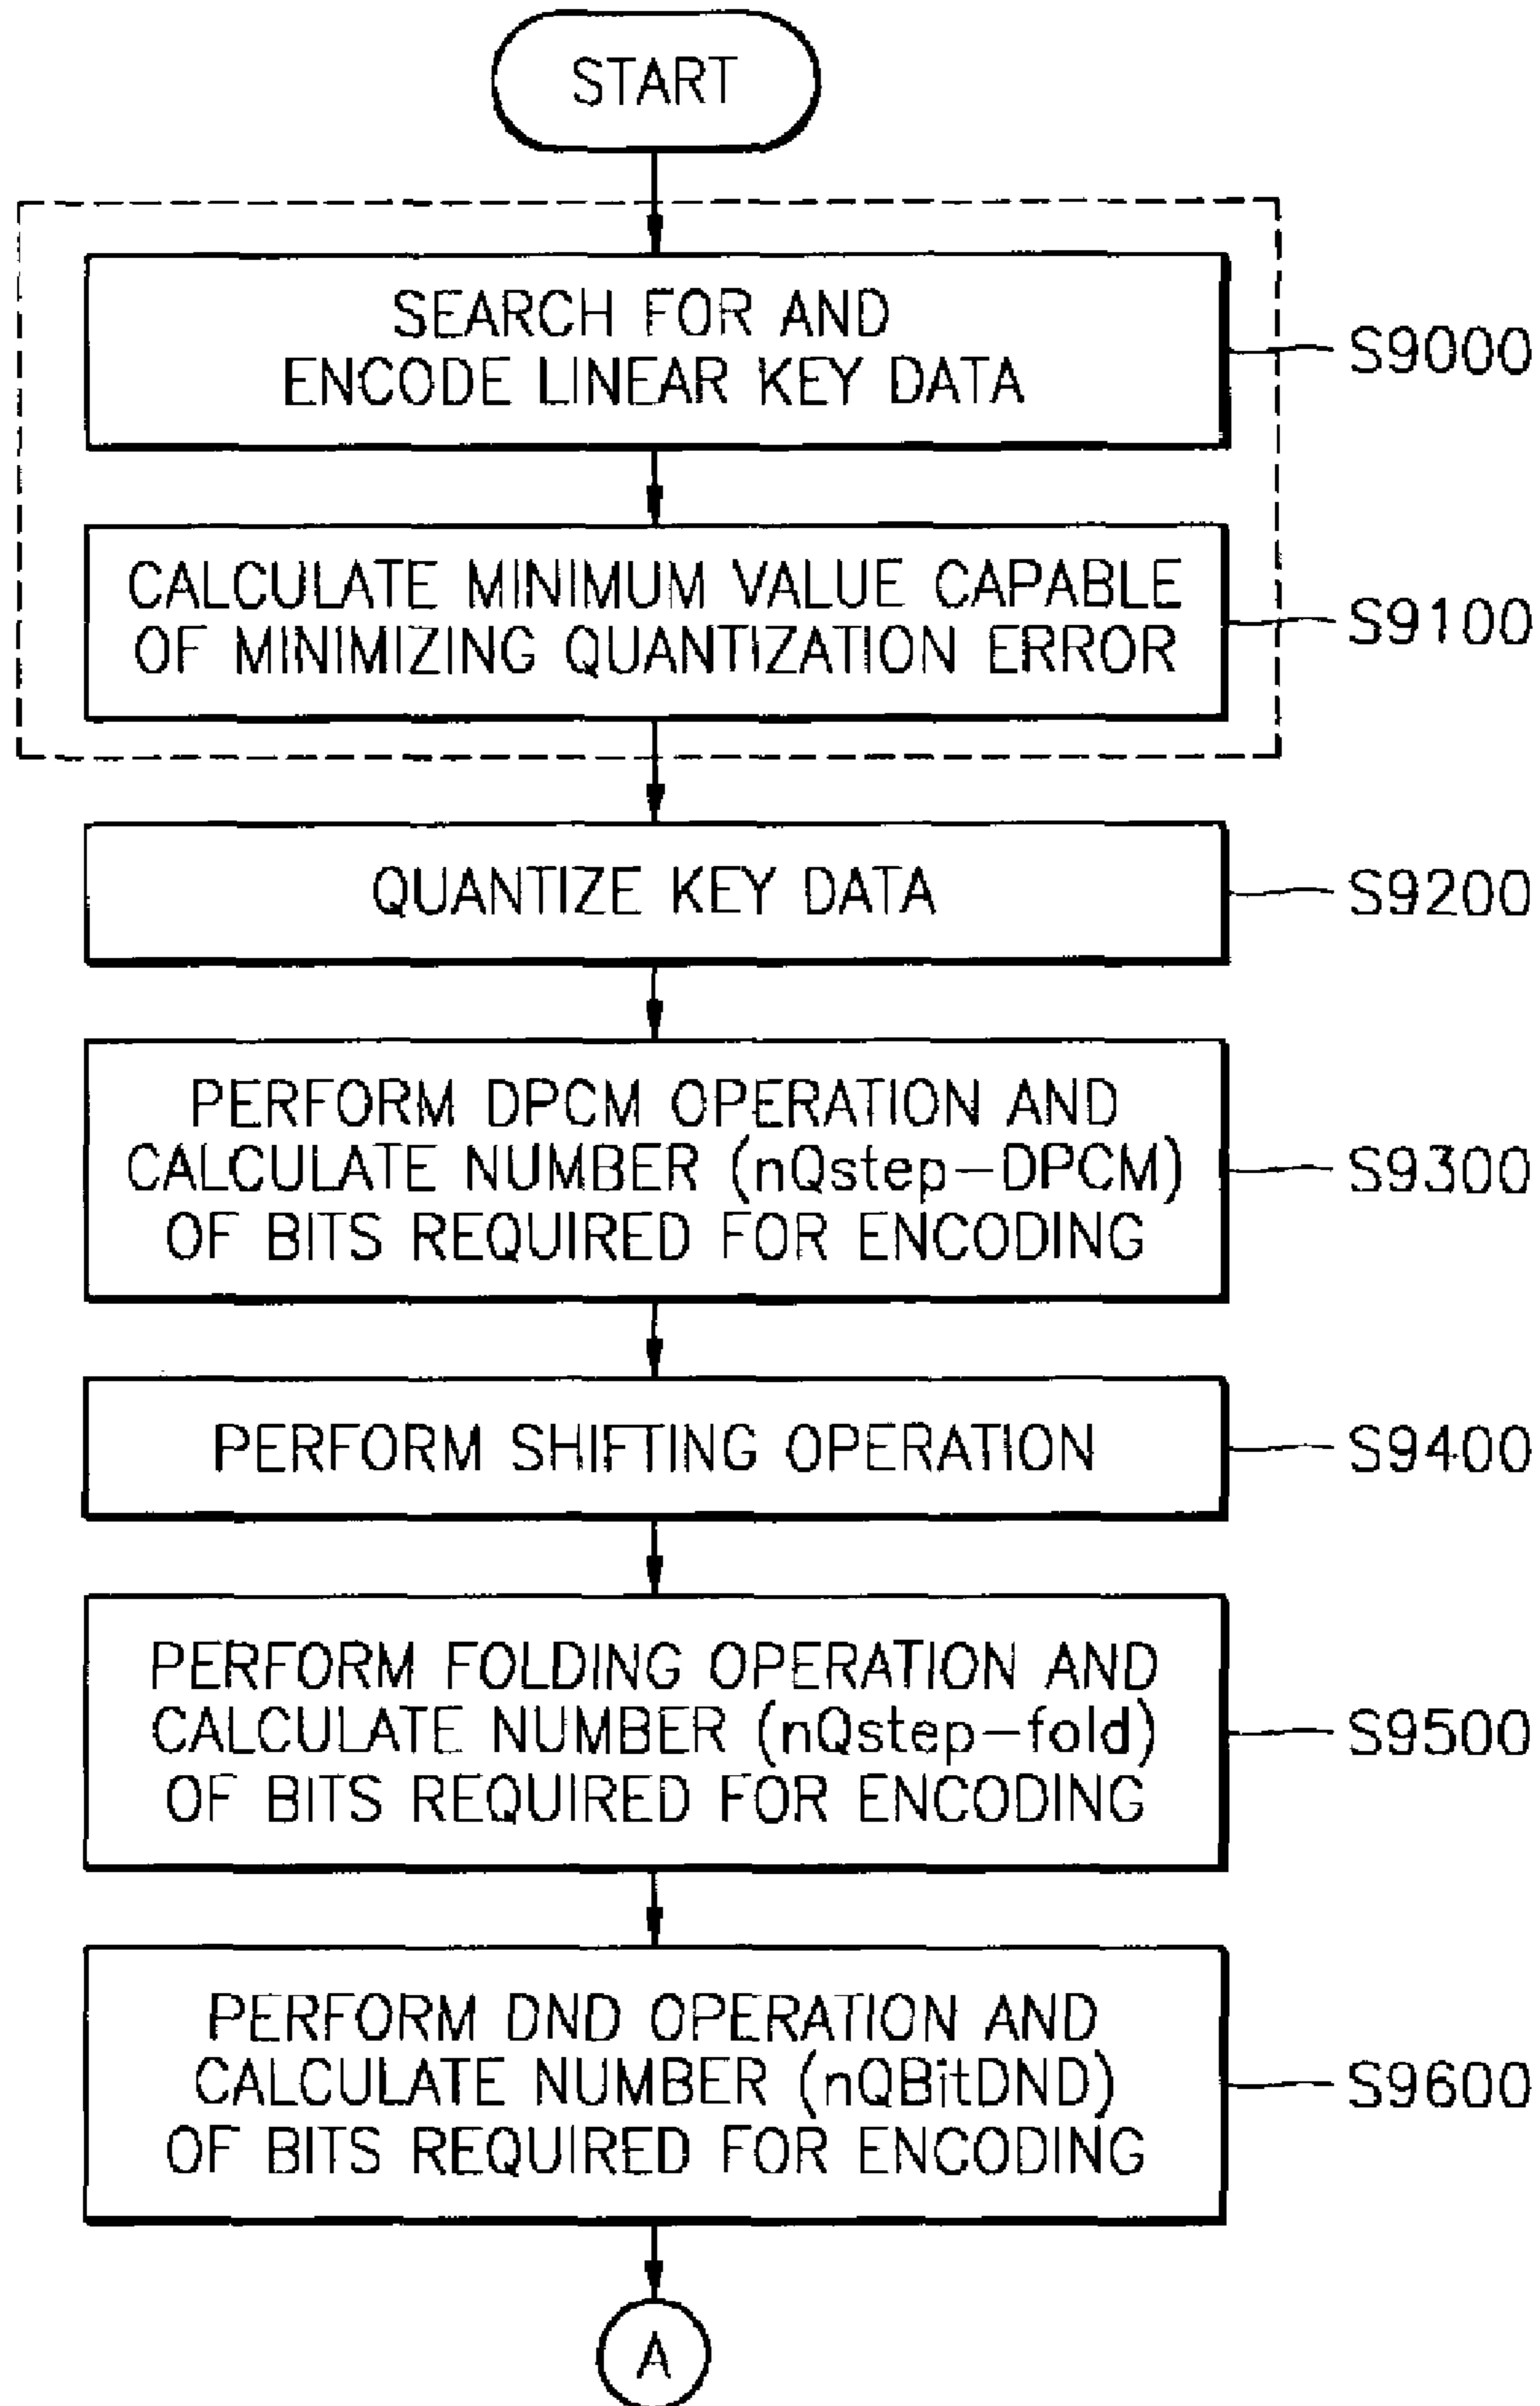 START
SEARCH FOR AND
ENCODE LINEAR KEY DATA
S9000
CALCULATE MINIMUM VALUE CAPABLE
OF MINIMIZING QUANTIZATION ERROR
S9100
QUANTIZE KEY DATA
S9200
PERFORM DPCM OPERATION AND
CALCULATE NUMBER (nQstep-DPCM)
OF BITS REQUIRED FOR ENCODING
S9300
PERFORM SHIFTING OPERATION
S9400
PERFORM FOLDING OPERATION AND
CALCULATE NUMBER (nQstep-fold)
OF BITS REQUIRED FOR ENCODING
S9500
PERFORM DND OPERATION AND
CALCULATE NUMBER (nQBitDND)
OF BITS REQUIRED FOR ENCODING
S9600
A